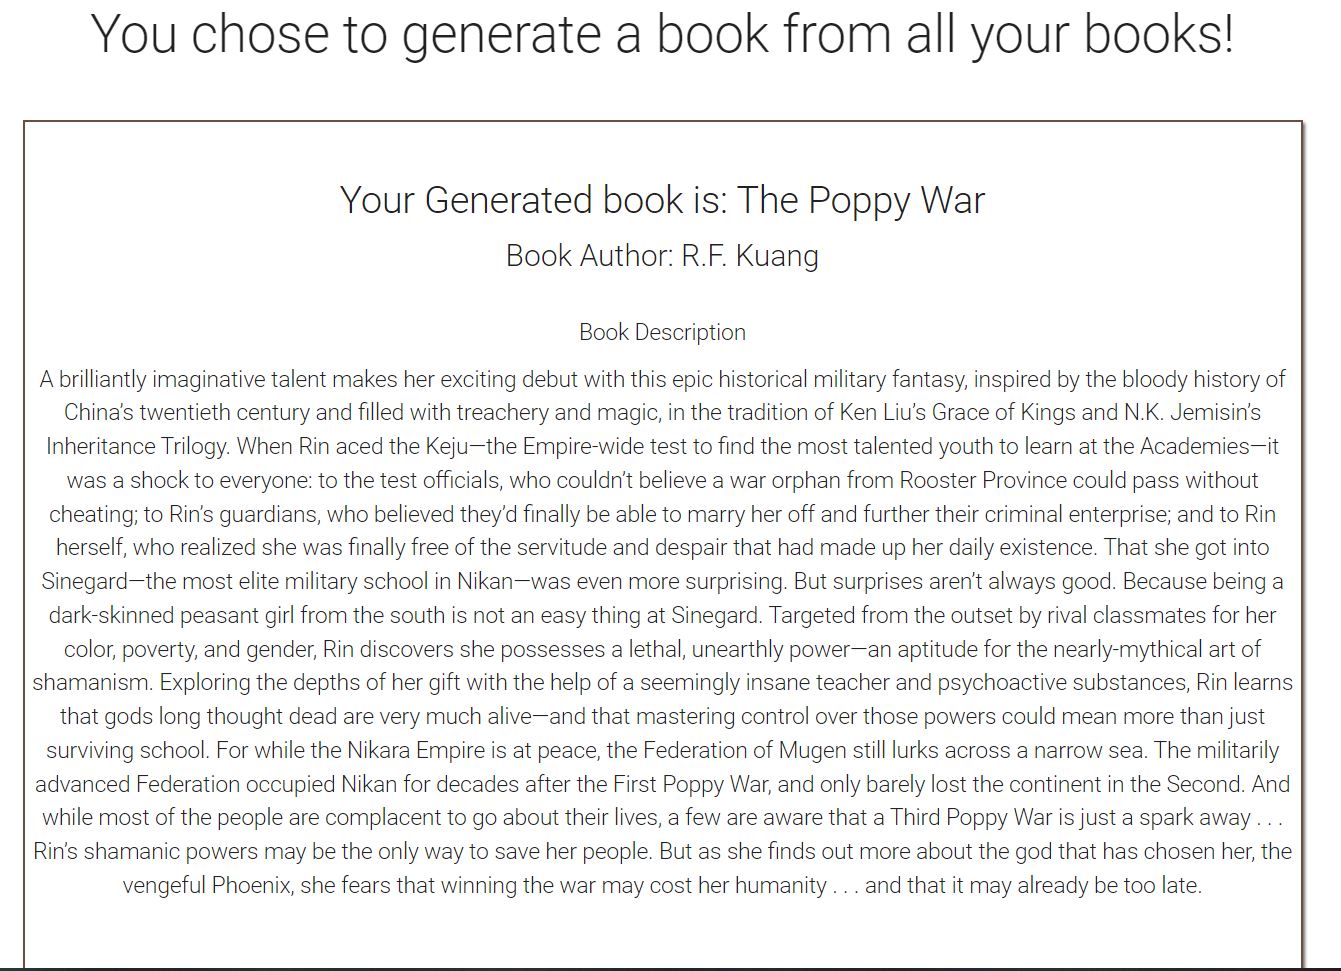 You chose to generate a book from all your books!
Your Generated book is: The Poppy War
Book Author: R.F. Kuang
Book Description
A brilliantly imaginative talent makes her exciting debut with this epic historical military fantasy, inspired by the bloody history of
China’s twentieth century and filled with treachery and magic, in the tradition of Ken Liu’s Grace of Kings and N.K. Jemisin’s
Inheritance Trilogy. When Rin aced the Keju—the Empire-wide test to find the most talented youth to learn at the Academies—it
was a shock to everyone: to the test officials, who couldn’t believe a war orphan from Rooster Province could pass without
cheating; to Rin’s guardians, who believed they’d finally be able to marry her off and further their criminal enterprise; and to Rin
herself, who realized she was finally free of the servitude and despair that had made up her daily existence. That she got into
Sinegard—the most elite military school in Nikan—was even more surprising. But surprises aren’t always good. Because being a
dark-skinned peasant girl from the south is not an easy thing at Sinegard. Targeted from the outset by rival classmates for her
color, poverty, and gender, Rin discovers she possesses a lethal, unearthly power—an aptitude for the nearly-mythical art of
shamanism. Exploring the depths of her gift with the help of a seemingly insane teacher and psychoactive substances, Rin learns
that gods long thought dead are very much alive—and that mastering control over those powers could mean more than just
surviving school. For while the Nikara Empire is at peace, the Federation of Mugen still lurks across a narrow sea. The militarily
advanced Federation occupied Nikan for decades after the First Poppy War, and only barely lost the continent in the Second. And
while most of the people are complacent to go about their lives, a few are aware that a Third Poppy War is just a spark away . . .
Rin’s shamanic powers may be the only way to save her people. But as she finds out more about the god that has chosen her, the
vengeful Phoenix, she fears that winning the war may cost her humanity . . . and that it may already be too late.